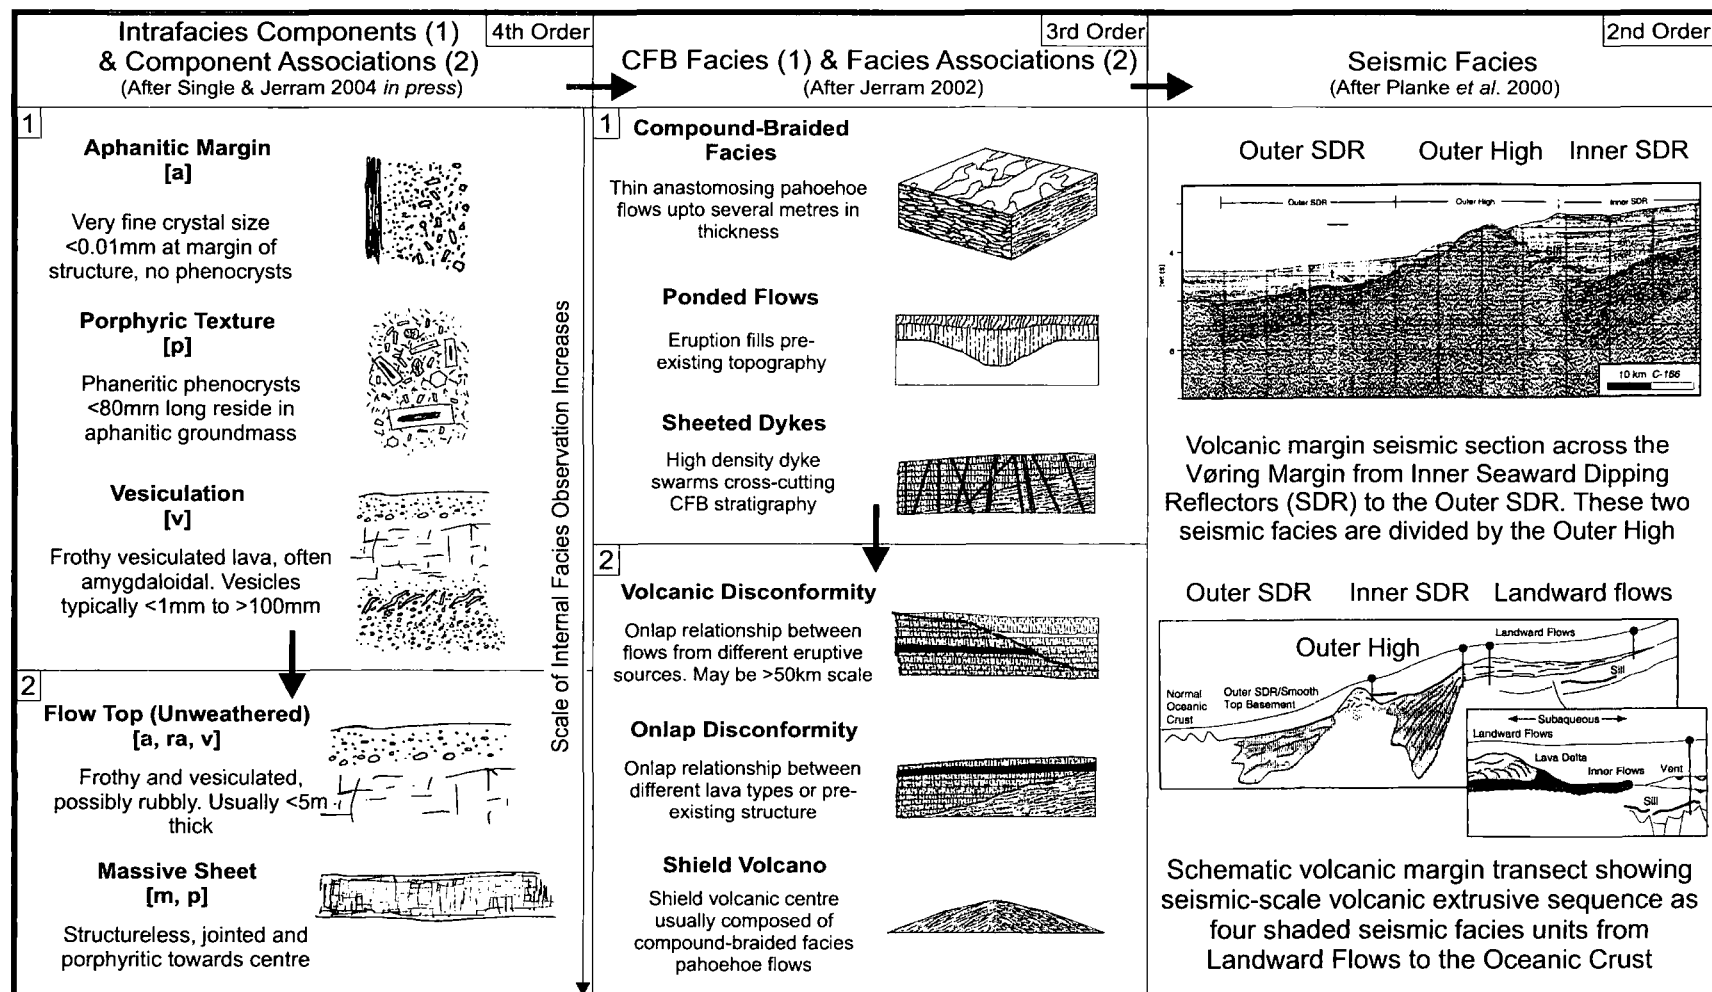 Intrafacies Components (1)
& Component Associations (2)
(After Single & Jerram 2004 in press)
4th Order
1
Aphanitic Margin
[a]
Very fine crystal size
<0.01mm at margin of
structure, no phenocrysts
Porphyric Texture
[p]
Phaneritic phenocrysts
<80mm long reside in
aphanitic groundmass
Vesiculation
[v]
Frothy vesiculated lava, often
amygdaloidal. Vesicles
typically <1mm to >100mm
2
Flow Top (Unweathered)
[a, ra, v]
Frothy and vesiculated,
possibly rubbly. Usually <5m
thick
Massive Sheet
[m, p]
Structureless, jointed and
porphyritic towards centre
Scale of Internal Facies Observation Increases
3rd Order
CFB Facies (1) & Facies Associations (2)
(After Jerram 2002)
1
Compound-Braided
Facies
Thin anastomosing pahoehoe
flows upto several metres in
thickness
Ponded Flows
Eruption fills pre-
existing topography
Sheeted Dykes
High density dyke
swarms cross-cutting
CFB stratigraphy
2
Volcanic Disconformity
Onlap relationship between
flows from different eruptive
sources. May be >50km scale
Onlap Disconformity
Onlap relationship between
different lava types or pre-
existing structure
Shield Volcano
Shield volcanic centre
usually composed of
compound-braided facies
pahoehoe flows
2nd Order
Seismic Facies
(After Planke et al. 2000)
Outer SDR Outer High Inner SDR
Outer SDR Outer High Inner SDR
4
6
10 km C-166
Volcanic margin seismic section across the
Vøring Margin from Inner Seaward Dipping
Reflectors (SDR) to the Outer SDR. These two
seismic facies are divided by the Outer High
Outer SDR Inner SDR Landward flows
Landward Flows
Outer High
Sill
Normal
Oceanic
Crust
Outer SDR/Smooth
Top Basement
Subaqueous
Landward Flows
Lava Delta
Inner Flows
Vent
Sill
Schematic volcanic margin transect showing
seismic-scale volcanic extrusive sequence as
four shaded seismic facies units from
Landward Flows to the Oceanic Crust